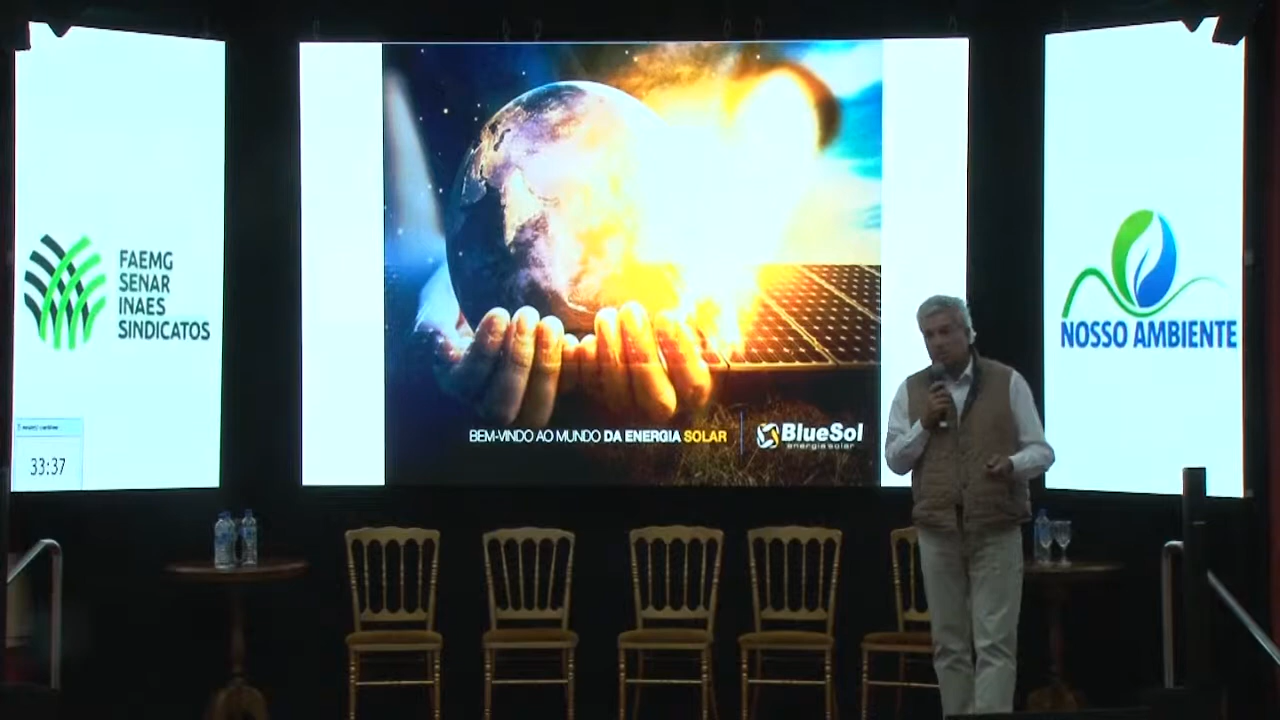 FAEMG
SENAR
INAES
SINDICATOS
33:37
BEM-VINDO AO MUNDO DA ENERGIA SOLAR
BlueSol
energia solar
NOSSO AMBIENTE